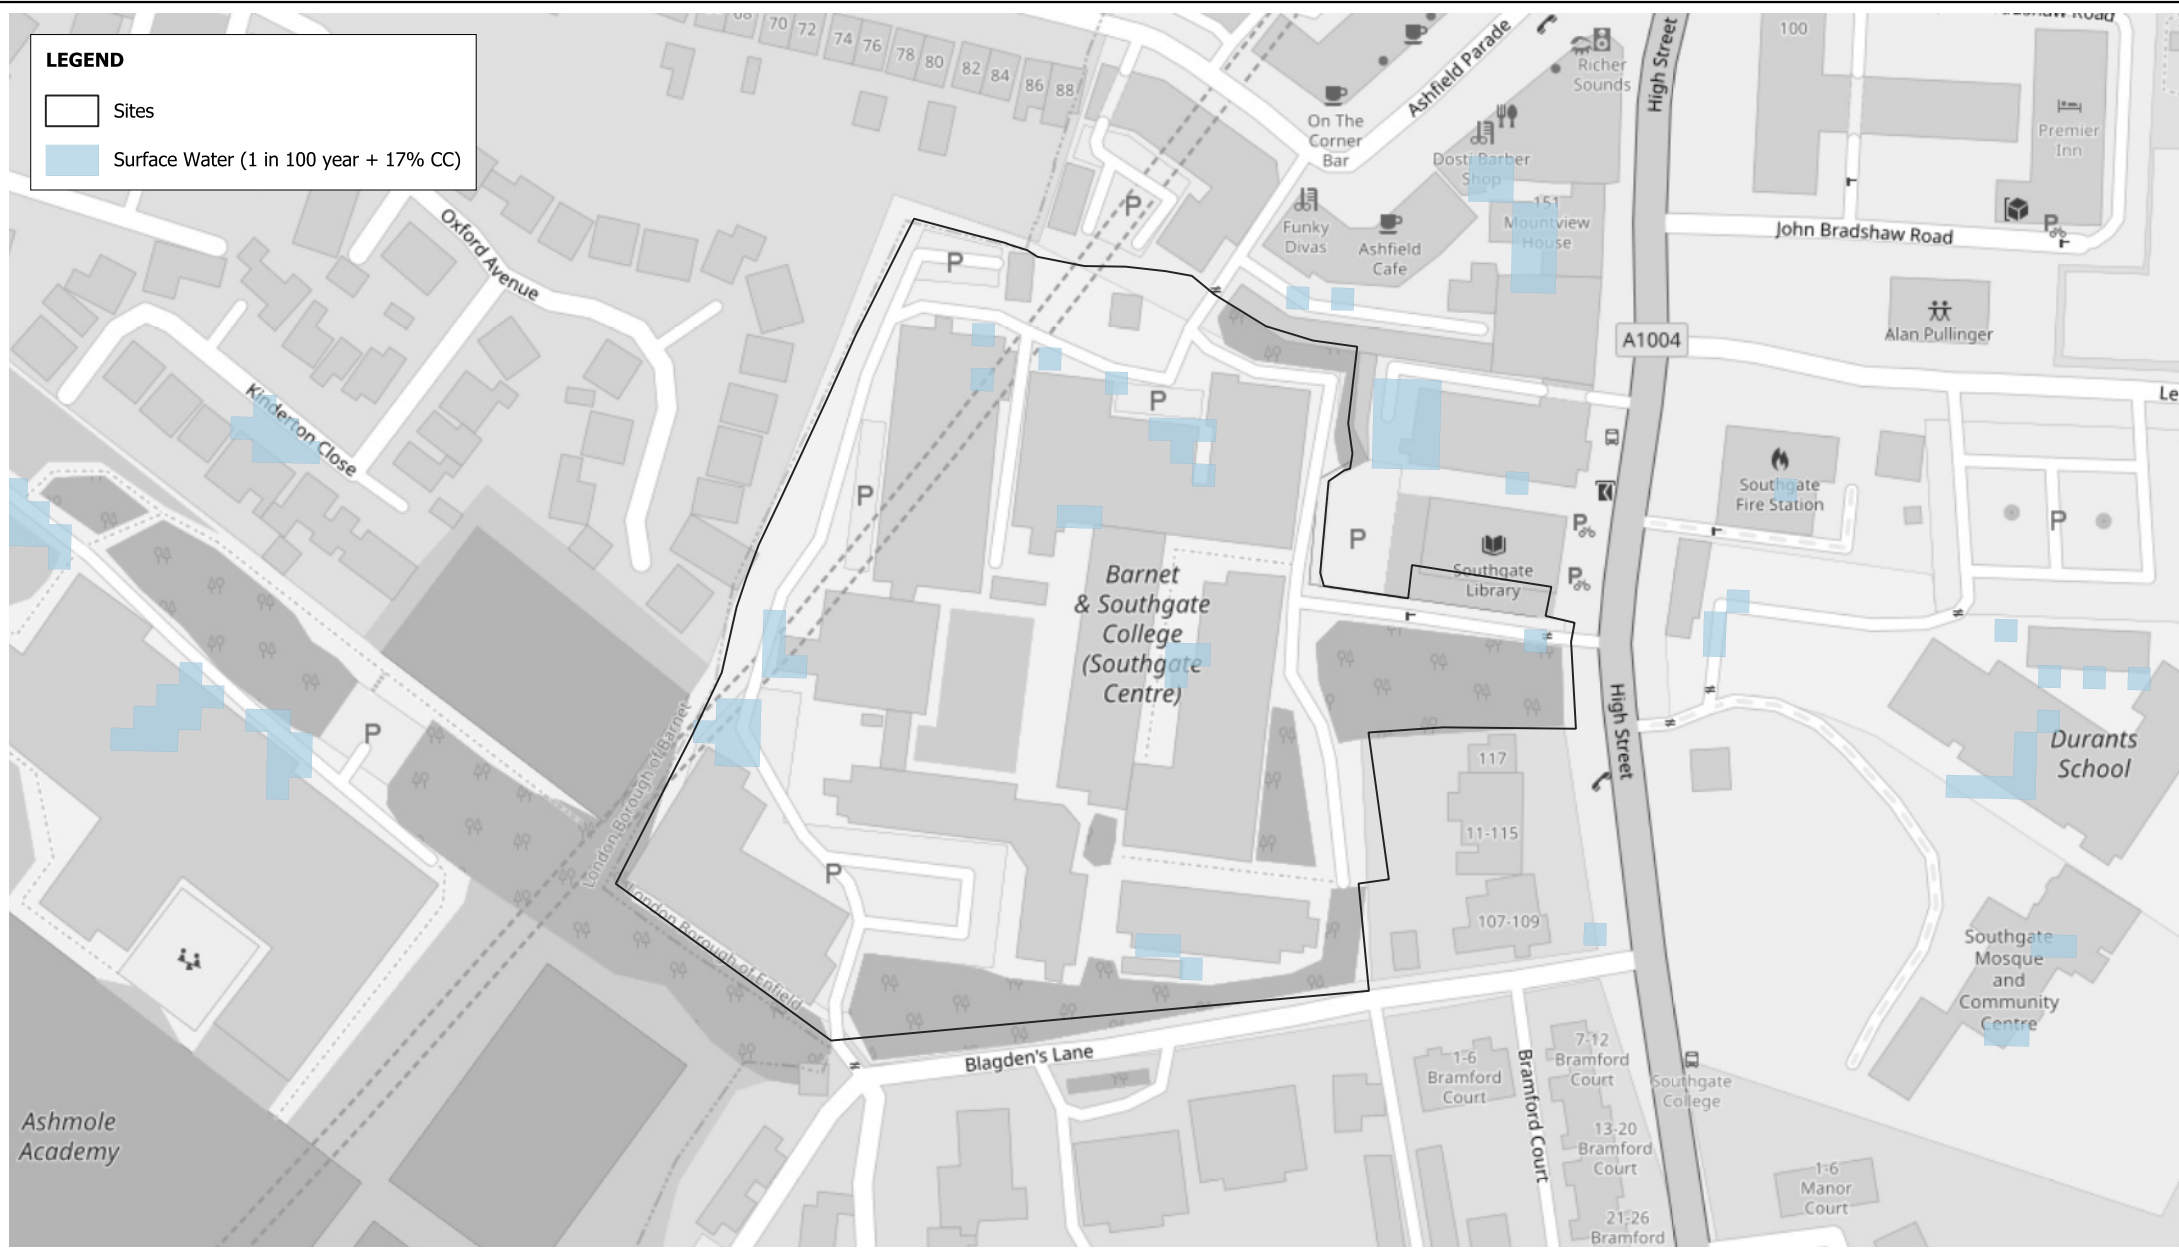 LEGEND
Sites
Surface Water (1 in 100 year + 17% CC)
68
70
72
74
76
78
80
82
84
86
88
P
Ashfield Parade
On The
Corner
Bar
Richer
Sounds
Dosti Barber
Shop
High Street
100
Premier
Inn
Funky
Divas
Ashfield
Cafe
151
Mountview
House
John Bradshaw Road
P
Oxford Avenue
P
A1004
Alan Pullinger
Le
Kinderton Close
P
P
Southgate
Fire Station
P
P
P
P
Southgate
Library
Barnet
& Southgate
College
(Southgate
Centre)
London Borough of Barnet
P
High Street
117
Durants
School
11-115
P
London Borough of Enfield
107-109
Southgate
Mosque
and
Community
Centre
Blagden's Lane
1-6
Bramford
Court
Bramford Court
7-12
Bramford
Court
Southgate
College
Ashmole
Academy
13-20
Bramford
Court
1-6
Manor
Court
21-26
Bramford